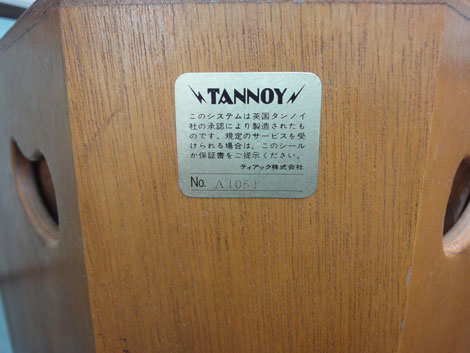 TANNOY
このシステムは英国タンノイ
社の承認により製造されたも
のです。規定のサービスを受
けられる場合は、このシール
か保証書をご提示ください。
ティアック株式会社
No. A1061